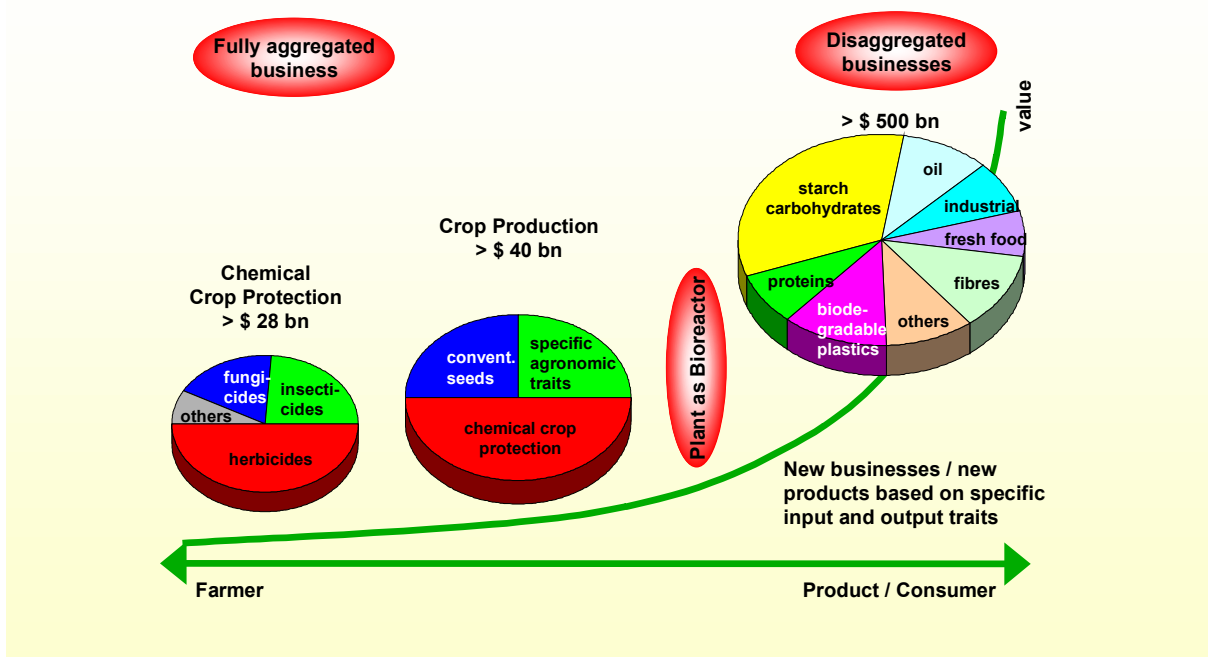 Fully aggregated
business
Disaggregated
businesses
value
> $ 500 bn
starch
carbohydrates
oil
industrial
fresh food
fibres
others
biode-
gradable
plastics
proteins
Crop Production
> $ 40 bn
convent.
seeds
specific
agronomic
traits
chemical crop
protection
Chemical
Crop Protection
> $ 28 bn
fungi-
cides
insecti-
cides
others
herbicides
Plant as Bioreactor
New businesses / new
products based on specific
input and output traits
Farmer
Product / Consumer